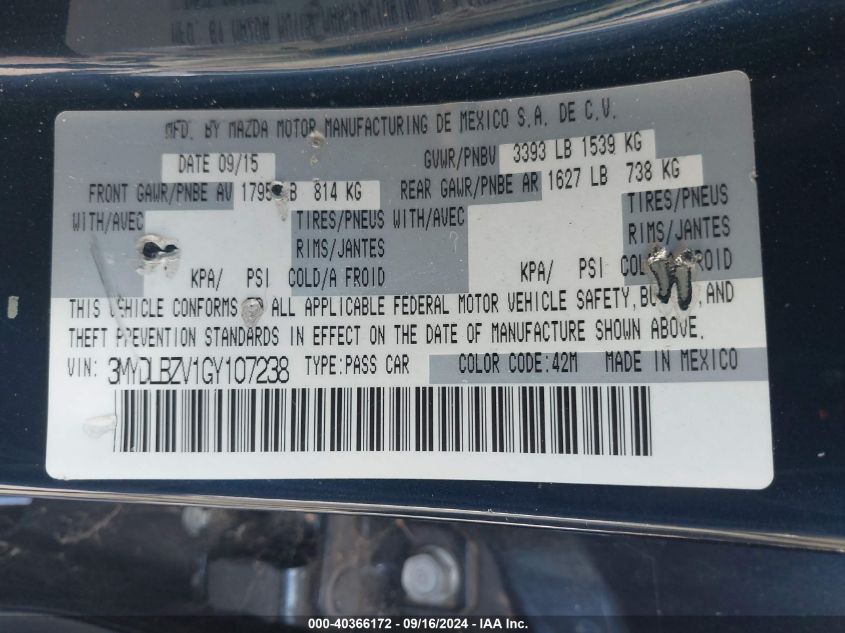 MFD. BY MAZDA MOTOR MANUFACTURING DE MEXICO S.A. DE C.V.
DATE 09/15 GVWR/PNBV 3393 LB 1539 KG
FRONT GAWR/PNBE AV 1795 B 814 KG REAR GAWR/PNBE AR 1627 LB 738 KG
WITH/AVEC TIRES/PNEUS WITH/AVEC TIRES/PNEUS
RIMS/JANTES RIMS/JANTES
KPA/ PSI COLD/A FROID KPA/ PSI COL ROID
THIS VEHICLE CONFORMS TO ALL APPLICABLE FEDERAL MOTOR VEHICLE SAFETY, AND
THEFT PREVENTION STANDARDS IN EFFECT ON THE DATE OF MANUFACTURE SHOWN ABOVE.
VIN: 3MYDLBZV1GY107238 TYPE:PASS CAR COLOR CODE:42M MADE IN MEXICO
000-40366172 - 09/16/2024 - IAA Inc.